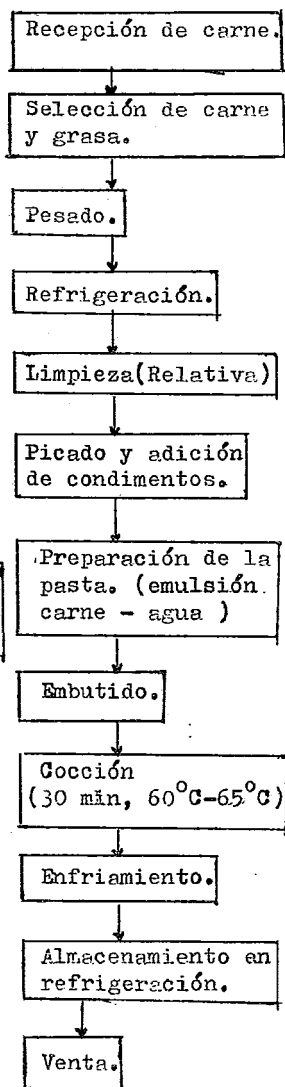 Recepción de carne.
Selección de carne
y grasa.
Pesado.
Refrigeración.
Limpieza(Relativa)
Picado y adición
de condimentos.
Preparación de la
pasta. (emulsión
carne - agua )
Embutido.
Cocción
(30 min, 60°C-65°C)
Enfriamiento.
Almacenamiento en
refrigeración.
Venta.